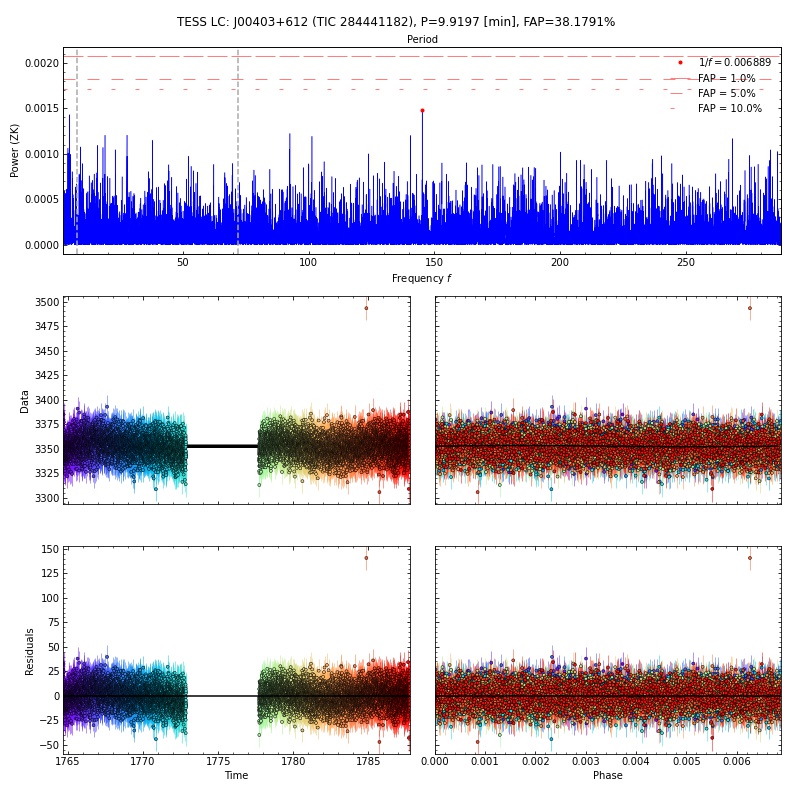 TESS LC: J00403+612 (TIC 284441182), P=9.9197 [min], FAP=38.1791%
Period
0.0020
0.0015
0.0010
0.0005
0.0000
Power (ZK)
1/f = 0.006889
FAP = 1.0%
FAP = 5.0%
FAP = 10.0%
50 100 150 200 250
Frequency f
3500
3475
3450
3425
3400
3375
3350
3325
3300
Data
150
125
100
75
50
25
0
−25
−50
Residuals
1765 1770 1775 1780 1785
Time
0.000 0.001 0.002 0.003 0.004 0.005 0.006
Phase